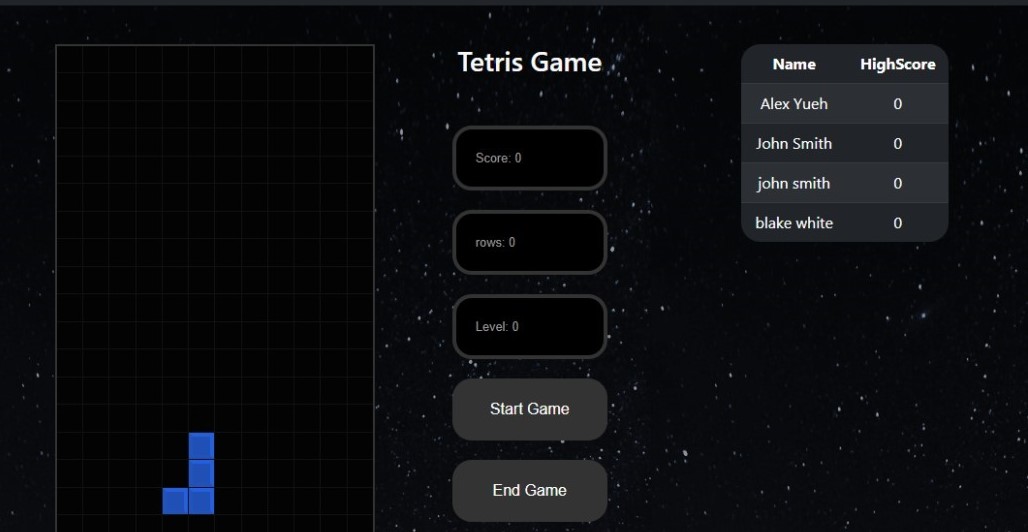 Tetris Game
Score: 0
rows: 0
Level: 0
Start Game
End Game
Name HighScore
Alex Yueh 0
John Smith 0
john smith 0
blake white 0